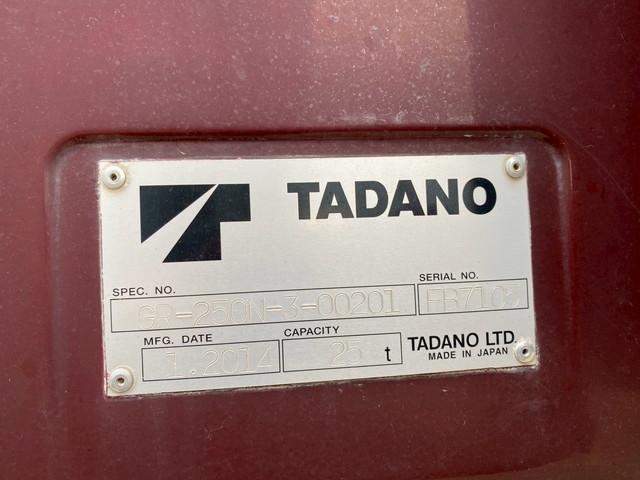 TADANO
SPEC. NO.
GR-250N-3-00201
SERIAL NO.
MFG. DATE
1.2014
CAPACITY
25 t
TADANO LTD.
MADE IN JAPAN